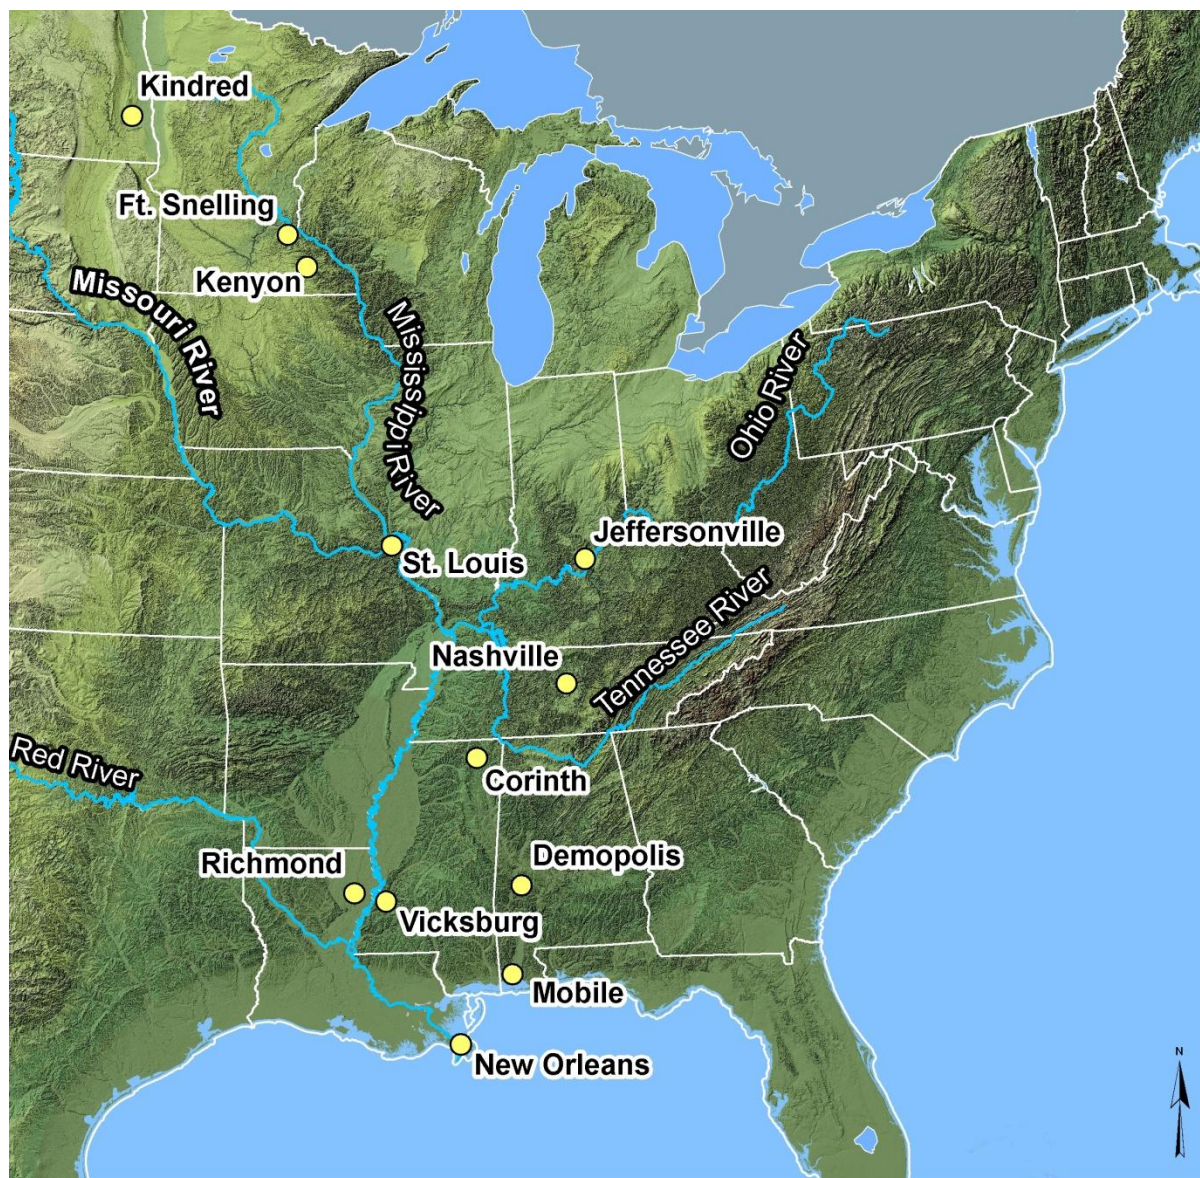 Kindred
Ft. Snelling
Kenyon
Missouri River
Mississippi River
Ohio River
Jeffersonville
St. Louis
Tennessee River
Nashville
Red River
Corinth
Richmond
Demopolis
Vicksburg
Mobile
New Orleans
N